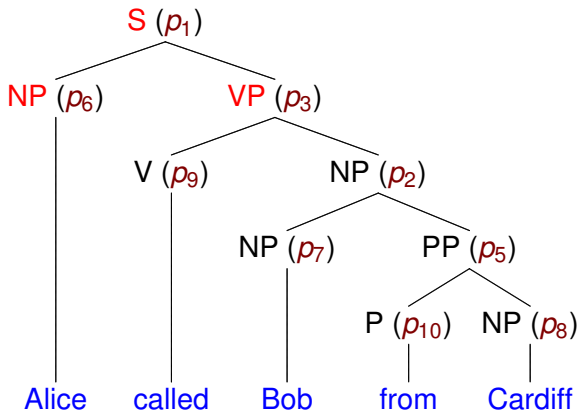 S (p1)
NP (p6) VP (p3)
V (p9) NP (p2)
NP (p7) PP (p5)
P (p10) NP (p8)
Alice called Bob from Cardiff